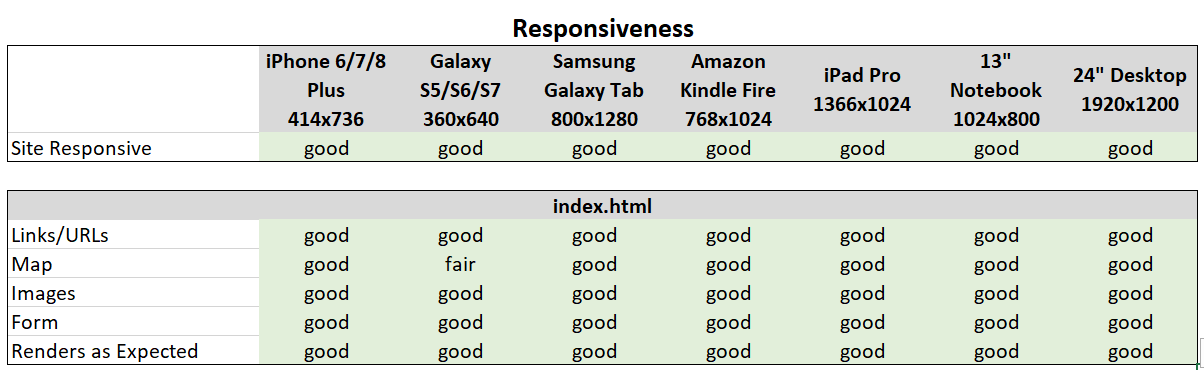 Responsiveness
iPhone 6/7/8 Plus 414x736 Galaxy S5/S6/S7 360x640 Samsung Galaxy Tab 800x1280 Amazon Kindle Fire 768x1024 iPad Pro 1366x1024 13" Notebook 1024x800 24" Desktop 1920x1200
Site Responsive good good good good good good good
index.html
Links/URLs good good good good good good good
Map good fair good good good good good
Images good good good good good good good
Form good good good good good good good
Renders as Expected good good good good good good good